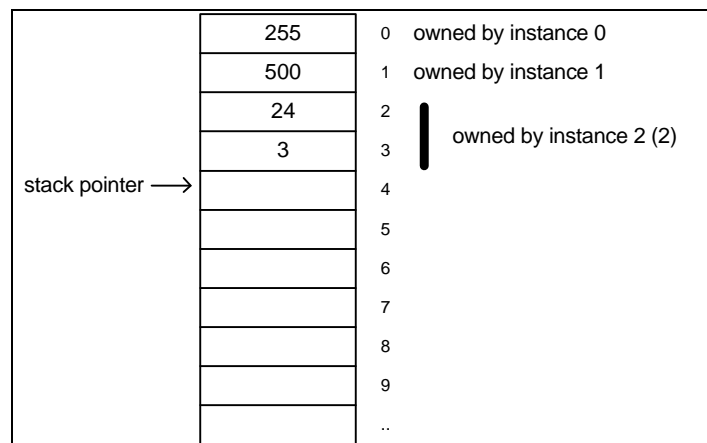 255 0 owned by instance 0
500 1 owned by instance 1
24 2
owned by instance 2 (2)
3 3
stack pointer 4
5
6
7
8
9
..